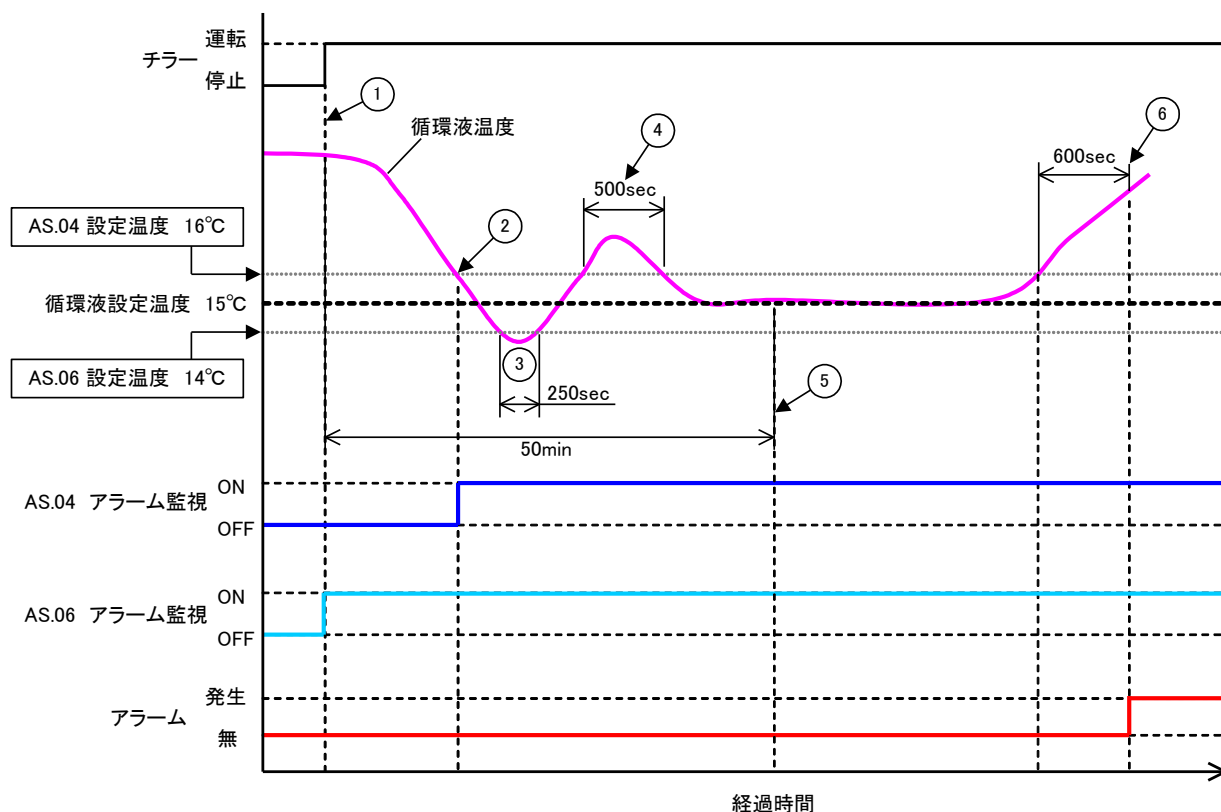 運転
チラー
停止
①
循環液温度
④
⑥
600sec
500sec
AS.04 設定温度 16℃
②
循環液設定温度 15℃
③
AS.06 設定温度 14℃
250sec
⑤
50min
ON
AS.04 アラーム監視
OFF
ON
AS.06 アラーム監視
OFF
発生
アラーム
無
経過時間